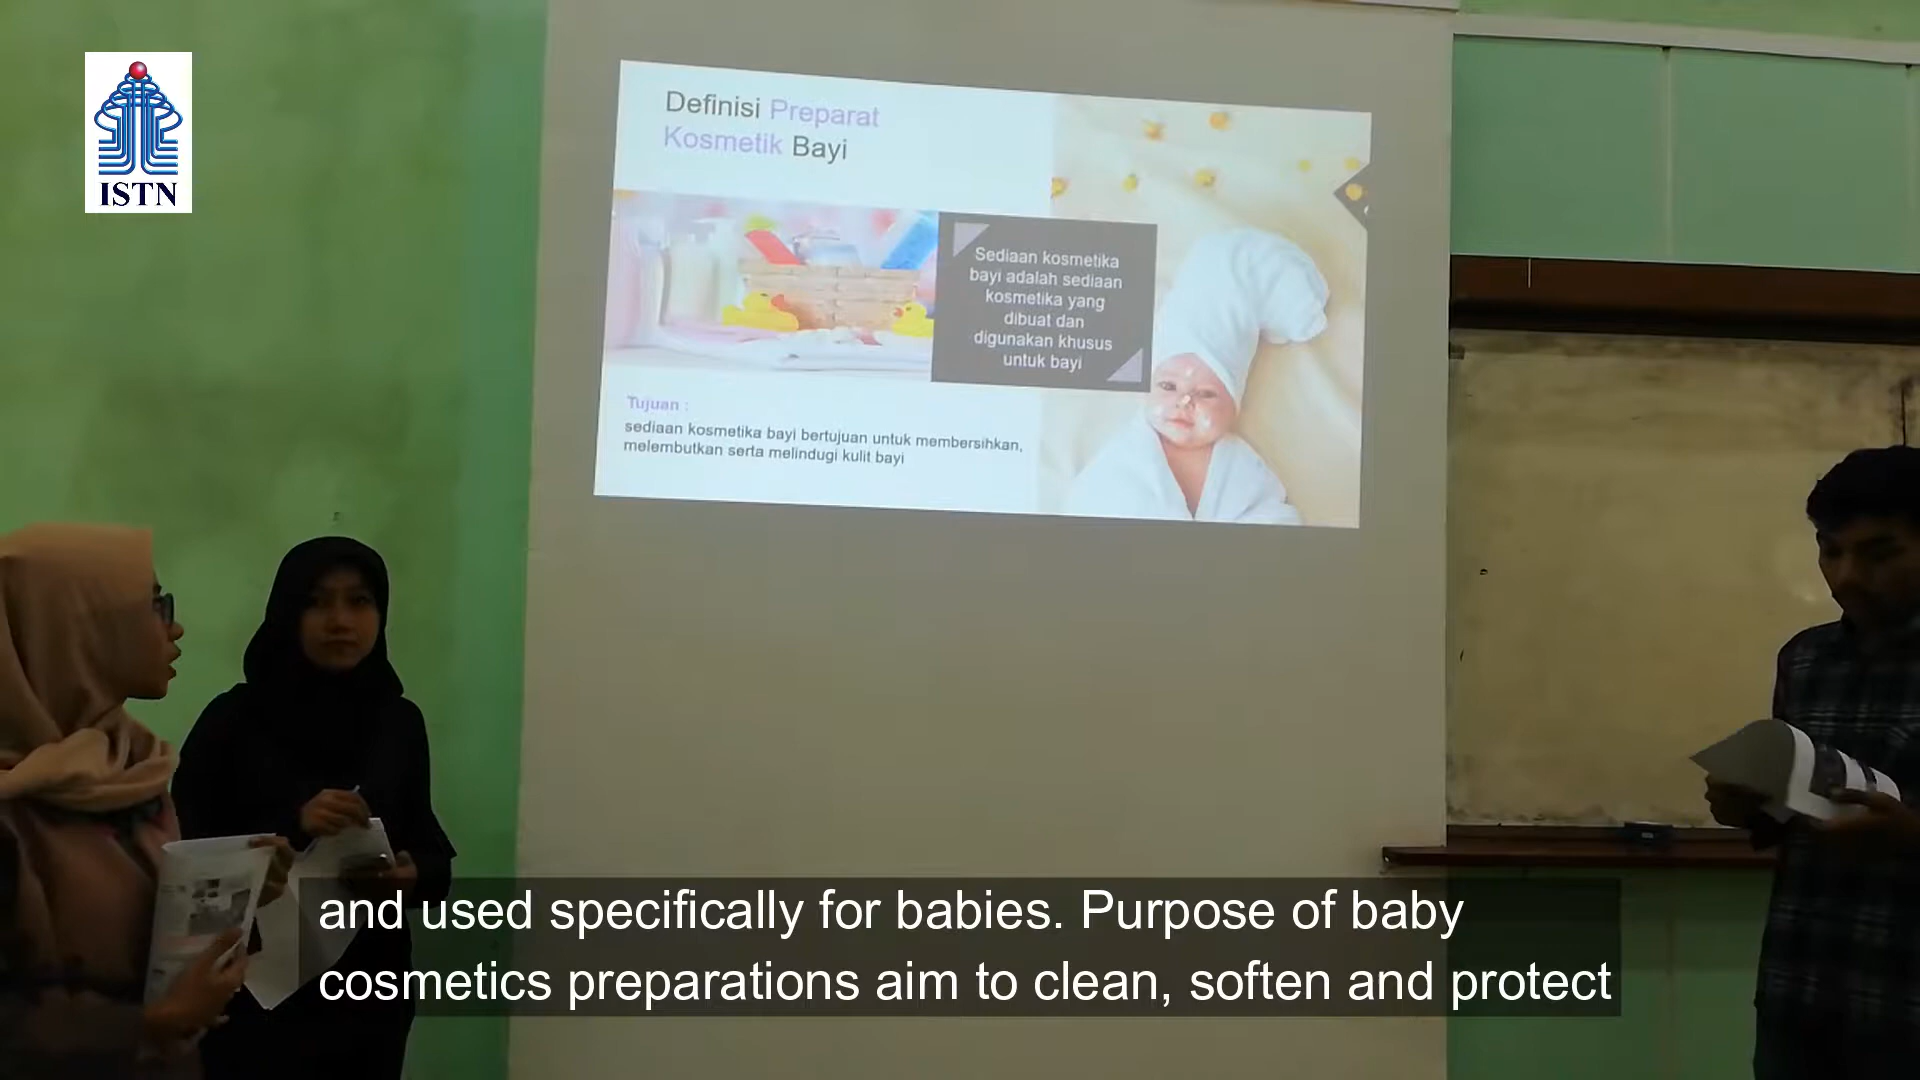 ISTN
Definisi Preparat
Kosmetik Bayi
Sediaan kosmetika
bayi adalah sediaan
kosmetika yang
dibuat dan
digunakan khusus
untuk bayi
Tujuan :
sediaan kosmetika bayi bertujuan untuk membersihkan,
melembutkan serta melindugi kulit bayi
and used specifically for babies. Purpose of baby
cosmetics preparations aim to clean, soften and protect